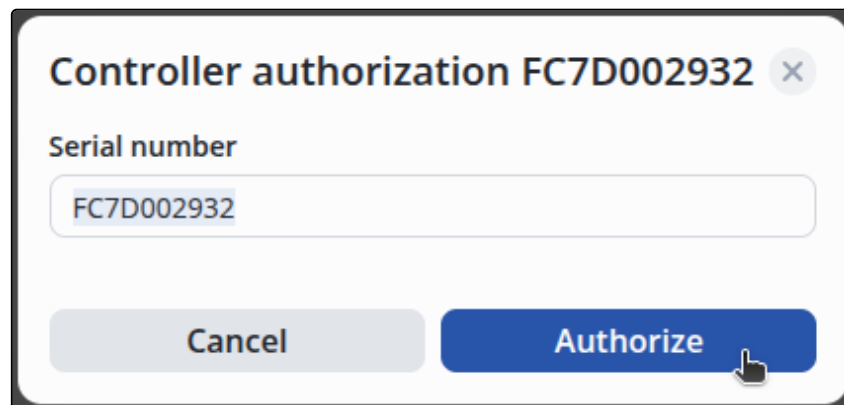 Controller authorization FC7D002932
Serial number
FC7D002932
Cancel
Authorize